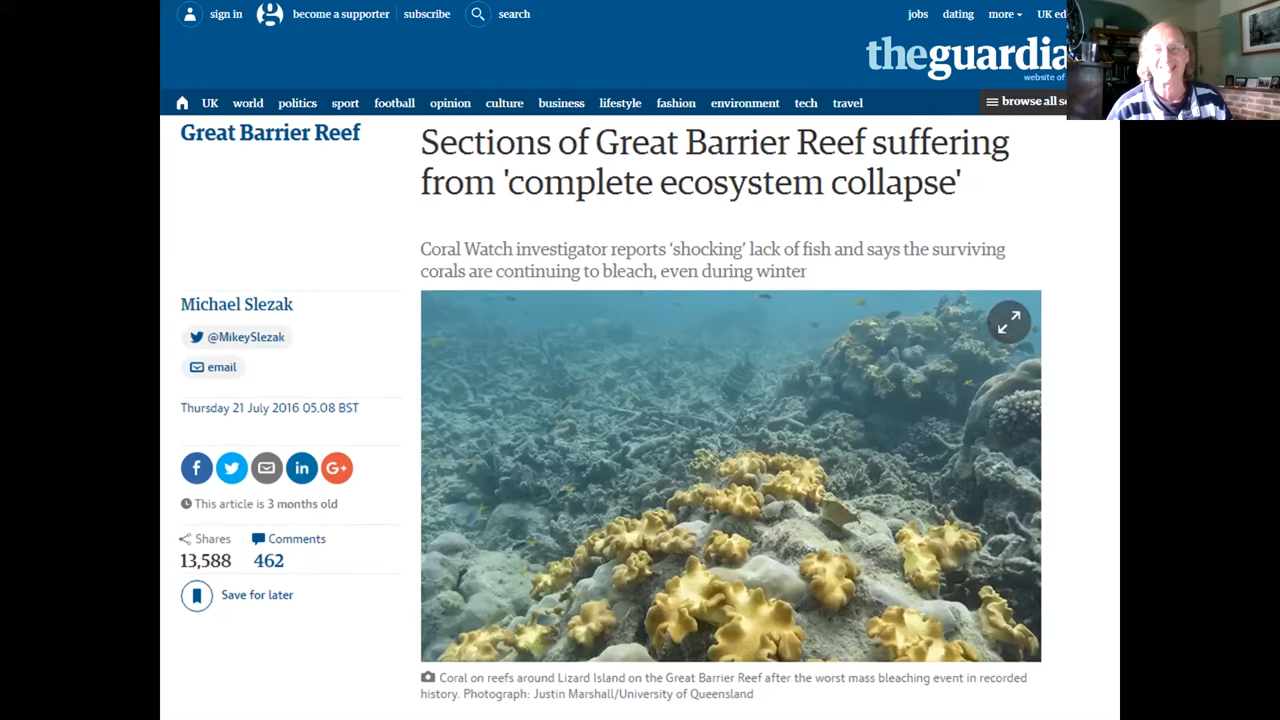 sign in
become a supporter
subscribe
search
jobs
dating
more
UK
theguardia
website of
UK
world
politics
sport
football
opinion
culture
business
lifestyle
fashion
environment
tech
travel
browse all
Great Barrier Reef
Sections of Great Barrier Reef suffering
from 'complete ecosystem collapse'
Coral Watch investigator reports ‘shocking’ lack of fish and says the surviving
corals are continuing to bleach, even during winter
Michael Slezak
@MikeySlezak
email
Thursday 21 July 2016 05.08 BST
This article is 3 months old
Shares
13,588
Comments
462
Save for later
Coral on reefs around Lizard Island on the Great Barrier Reef after the worst mass bleaching event in recorded
history. Photograph: Justin Marshall/University of Queensland